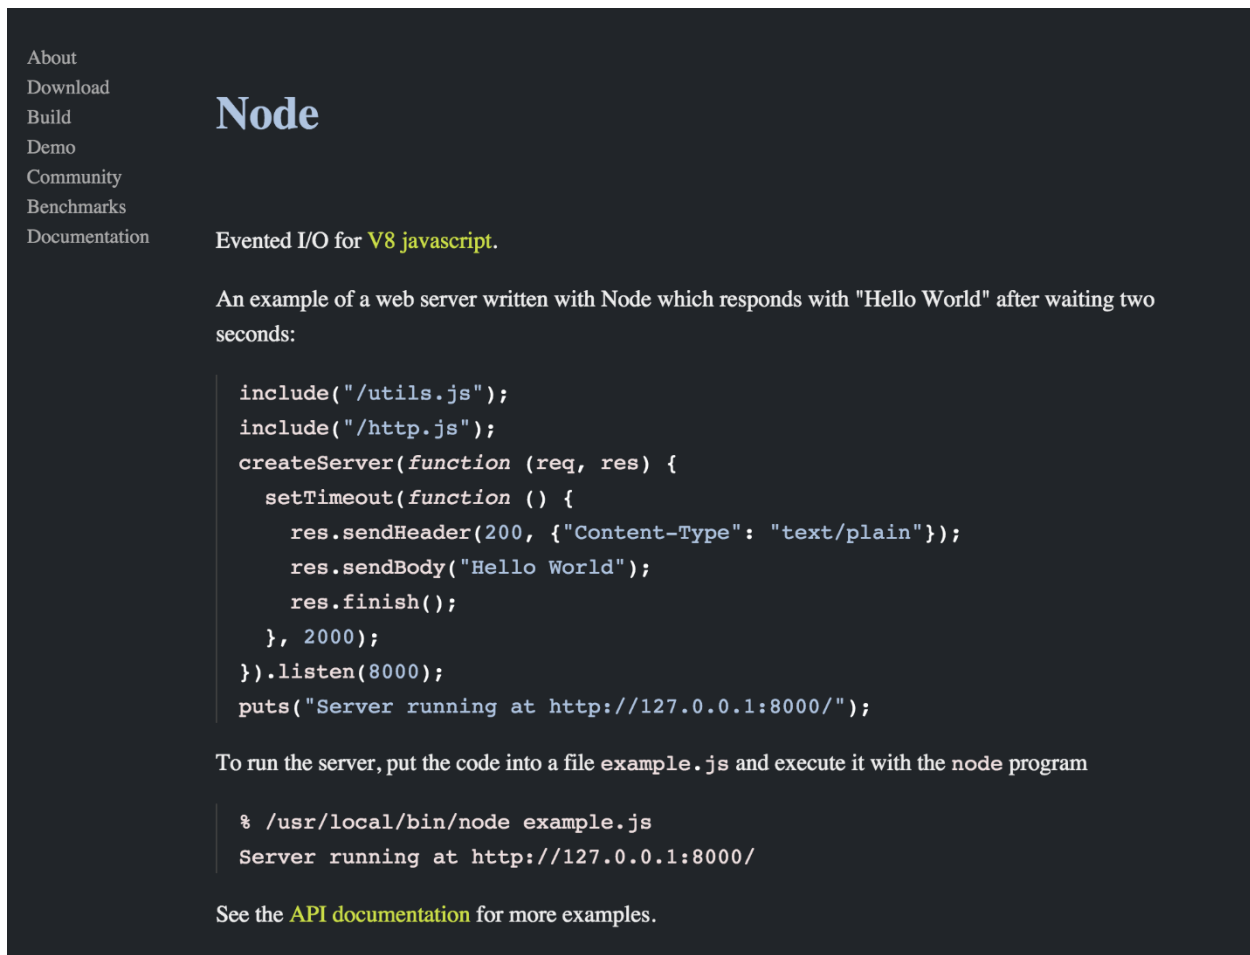 About
Download
Build
Demo
Community
Benchmarks
Documentation
Node
Evented I/O for V8 javascript.
An example of a web server written with Node which responds with "Hello World" after waiting two
seconds:
include("/utils.js");
include("/http.js");
createServer(function (req, res) {
  setTimeout(function () {
    res.sendHeader(200, {"Content-Type": "text/plain"});
    res.sendBody("Hello World");
    res.finish();
  }, 2000);
}).listen(8000);
puts("Server running at http://127.0.0.1:8000/");
To run the server, put the code into a file example.js and execute it with the node program
% /usr/local/bin/node example.js
Server running at http://127.0.0.1:8000/
See the API documentation for more examples.